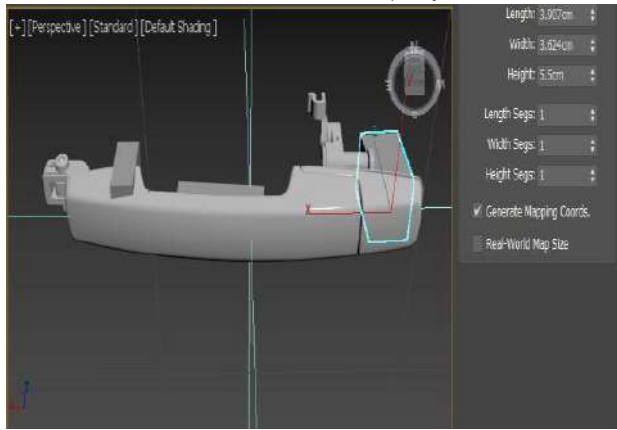 [+] [Perspective] [Standard] [Default Shading]
Length: 3.907cm
Width: 3.624cm
Height: 5.5cm
Length Segs: 1
Width Segs: 1
Height Segs: 1
Generate Mapping Coords.
Real-World Map Size